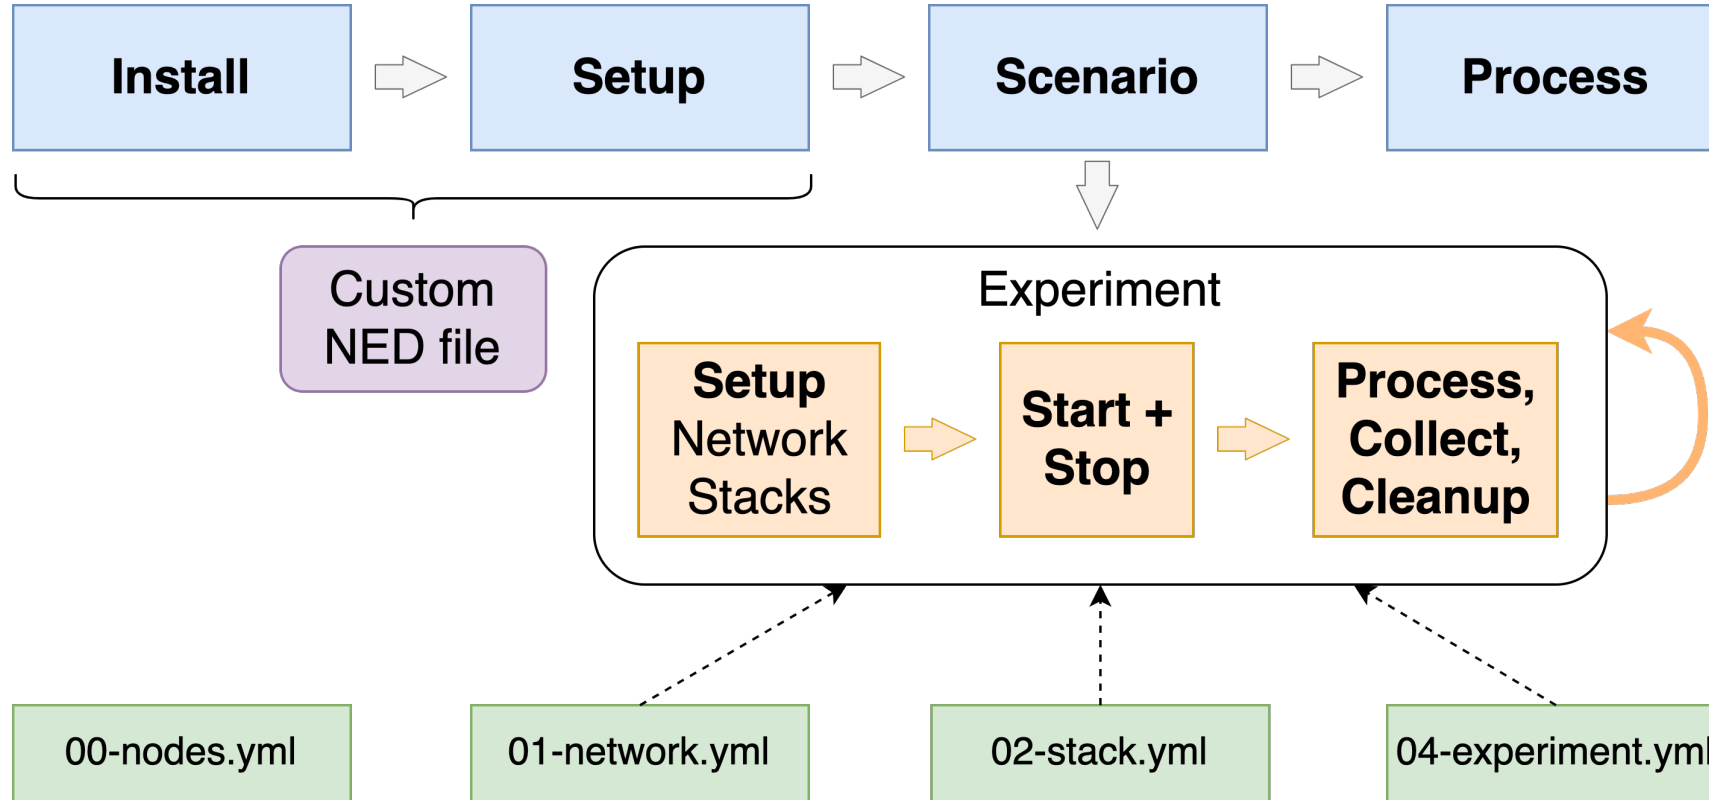 Install
Setup
Scenario
Process
Custom
NED file
Experiment
Setup
Network
Stacks
Start +
Stop
Process,
Collect,
Cleanup
00-nodes.yml
01-network.yml
02-stack.yml
04-experiment.yml